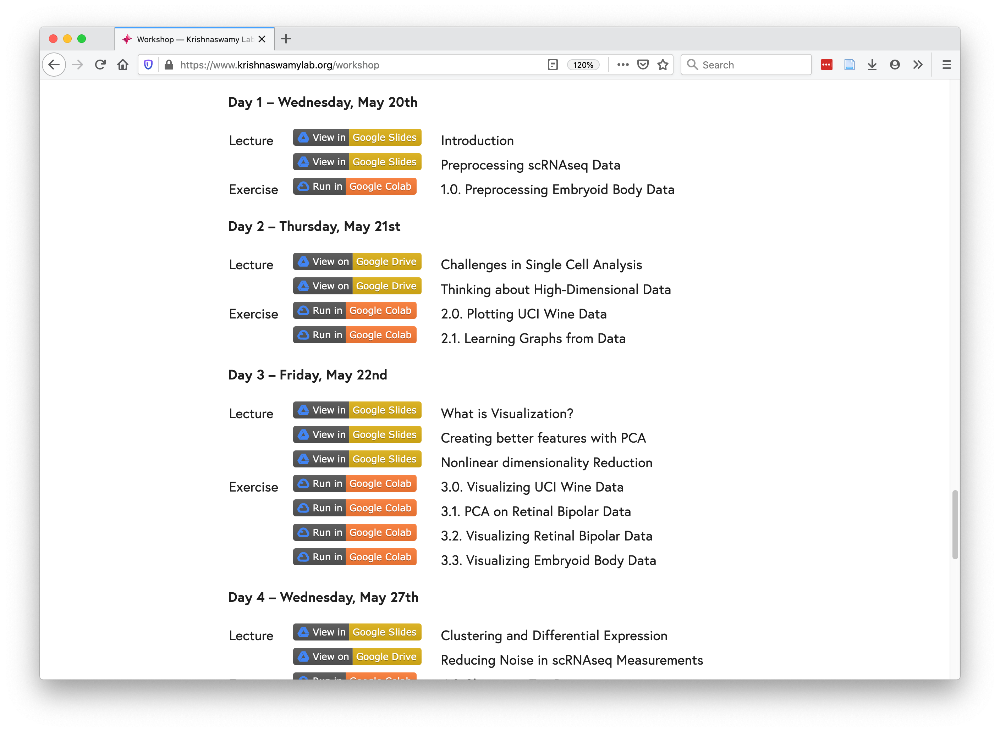 Workshop — Krishnaswamy Lab
https://www.krishnaswamylab.org/workshop 120% Search
Day 1 – Wednesday, May 20th
Lecture View in Google Slides Introduction
View in Google Slides Preprocessing scRNAseq Data
Exercise Run in Google Colab 1.0. Preprocessing Embryoid Body Data
Day 2 – Thursday, May 21st
Lecture View on Google Drive Challenges in Single Cell Analysis
View on Google Drive Thinking about High-Dimensional Data
Exercise Run in Google Colab 2.0. Plotting UCI Wine Data
Run in Google Colab 2.1. Learning Graphs from Data
Day 3 – Friday, May 22nd
Lecture View in Google Slides What is Visualization?
View in Google Slides Creating better features with PCA
View in Google Slides Nonlinear dimensionality Reduction
Exercise Run in Google Colab 3.0. Visualizing UCI Wine Data
Run in Google Colab 3.1. PCA on Retinal Bipolar Data
Run in Google Colab 3.2. Visualizing Retinal Bipolar Data
Run in Google Colab 3.3. Visualizing Embryoid Body Data
Day 4 – Wednesday, May 27th
Lecture View in Google Slides Clustering and Differential Expression
View on Google Drive Reducing Noise in scRNAseq Measurements
Run in Google Colab